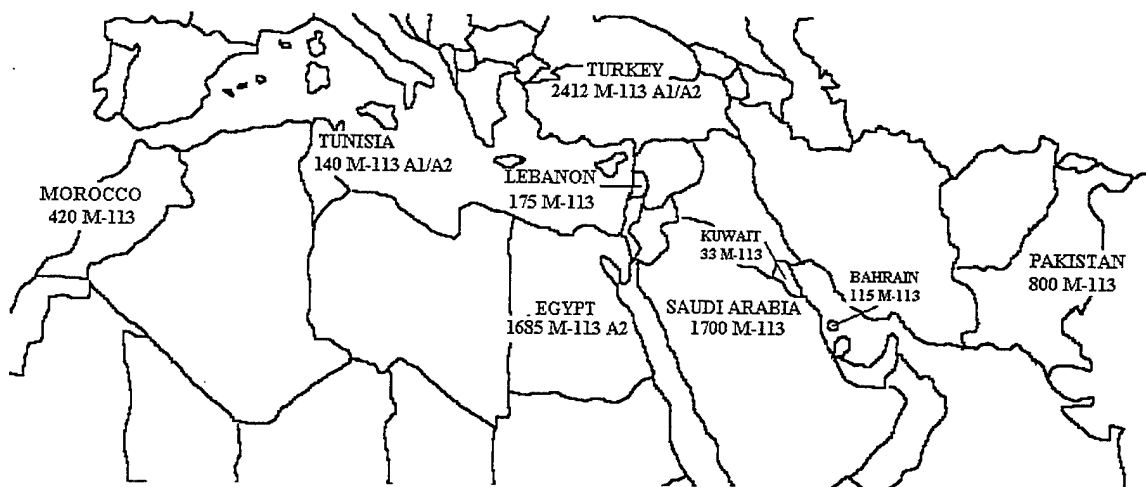 TURKEY
2412 M-113 A1/A2
TUNISIA
140 M-113 A1/A2
LEBANON
175 M-113
MOROCCO
420 M-113
KUWAIT
33 M-113
BAHRAIN
115 M-113
PAKISTAN
800 M-113
EGYPT
1685 M-113 A2
SAUDI ARABIA
1700 M-113